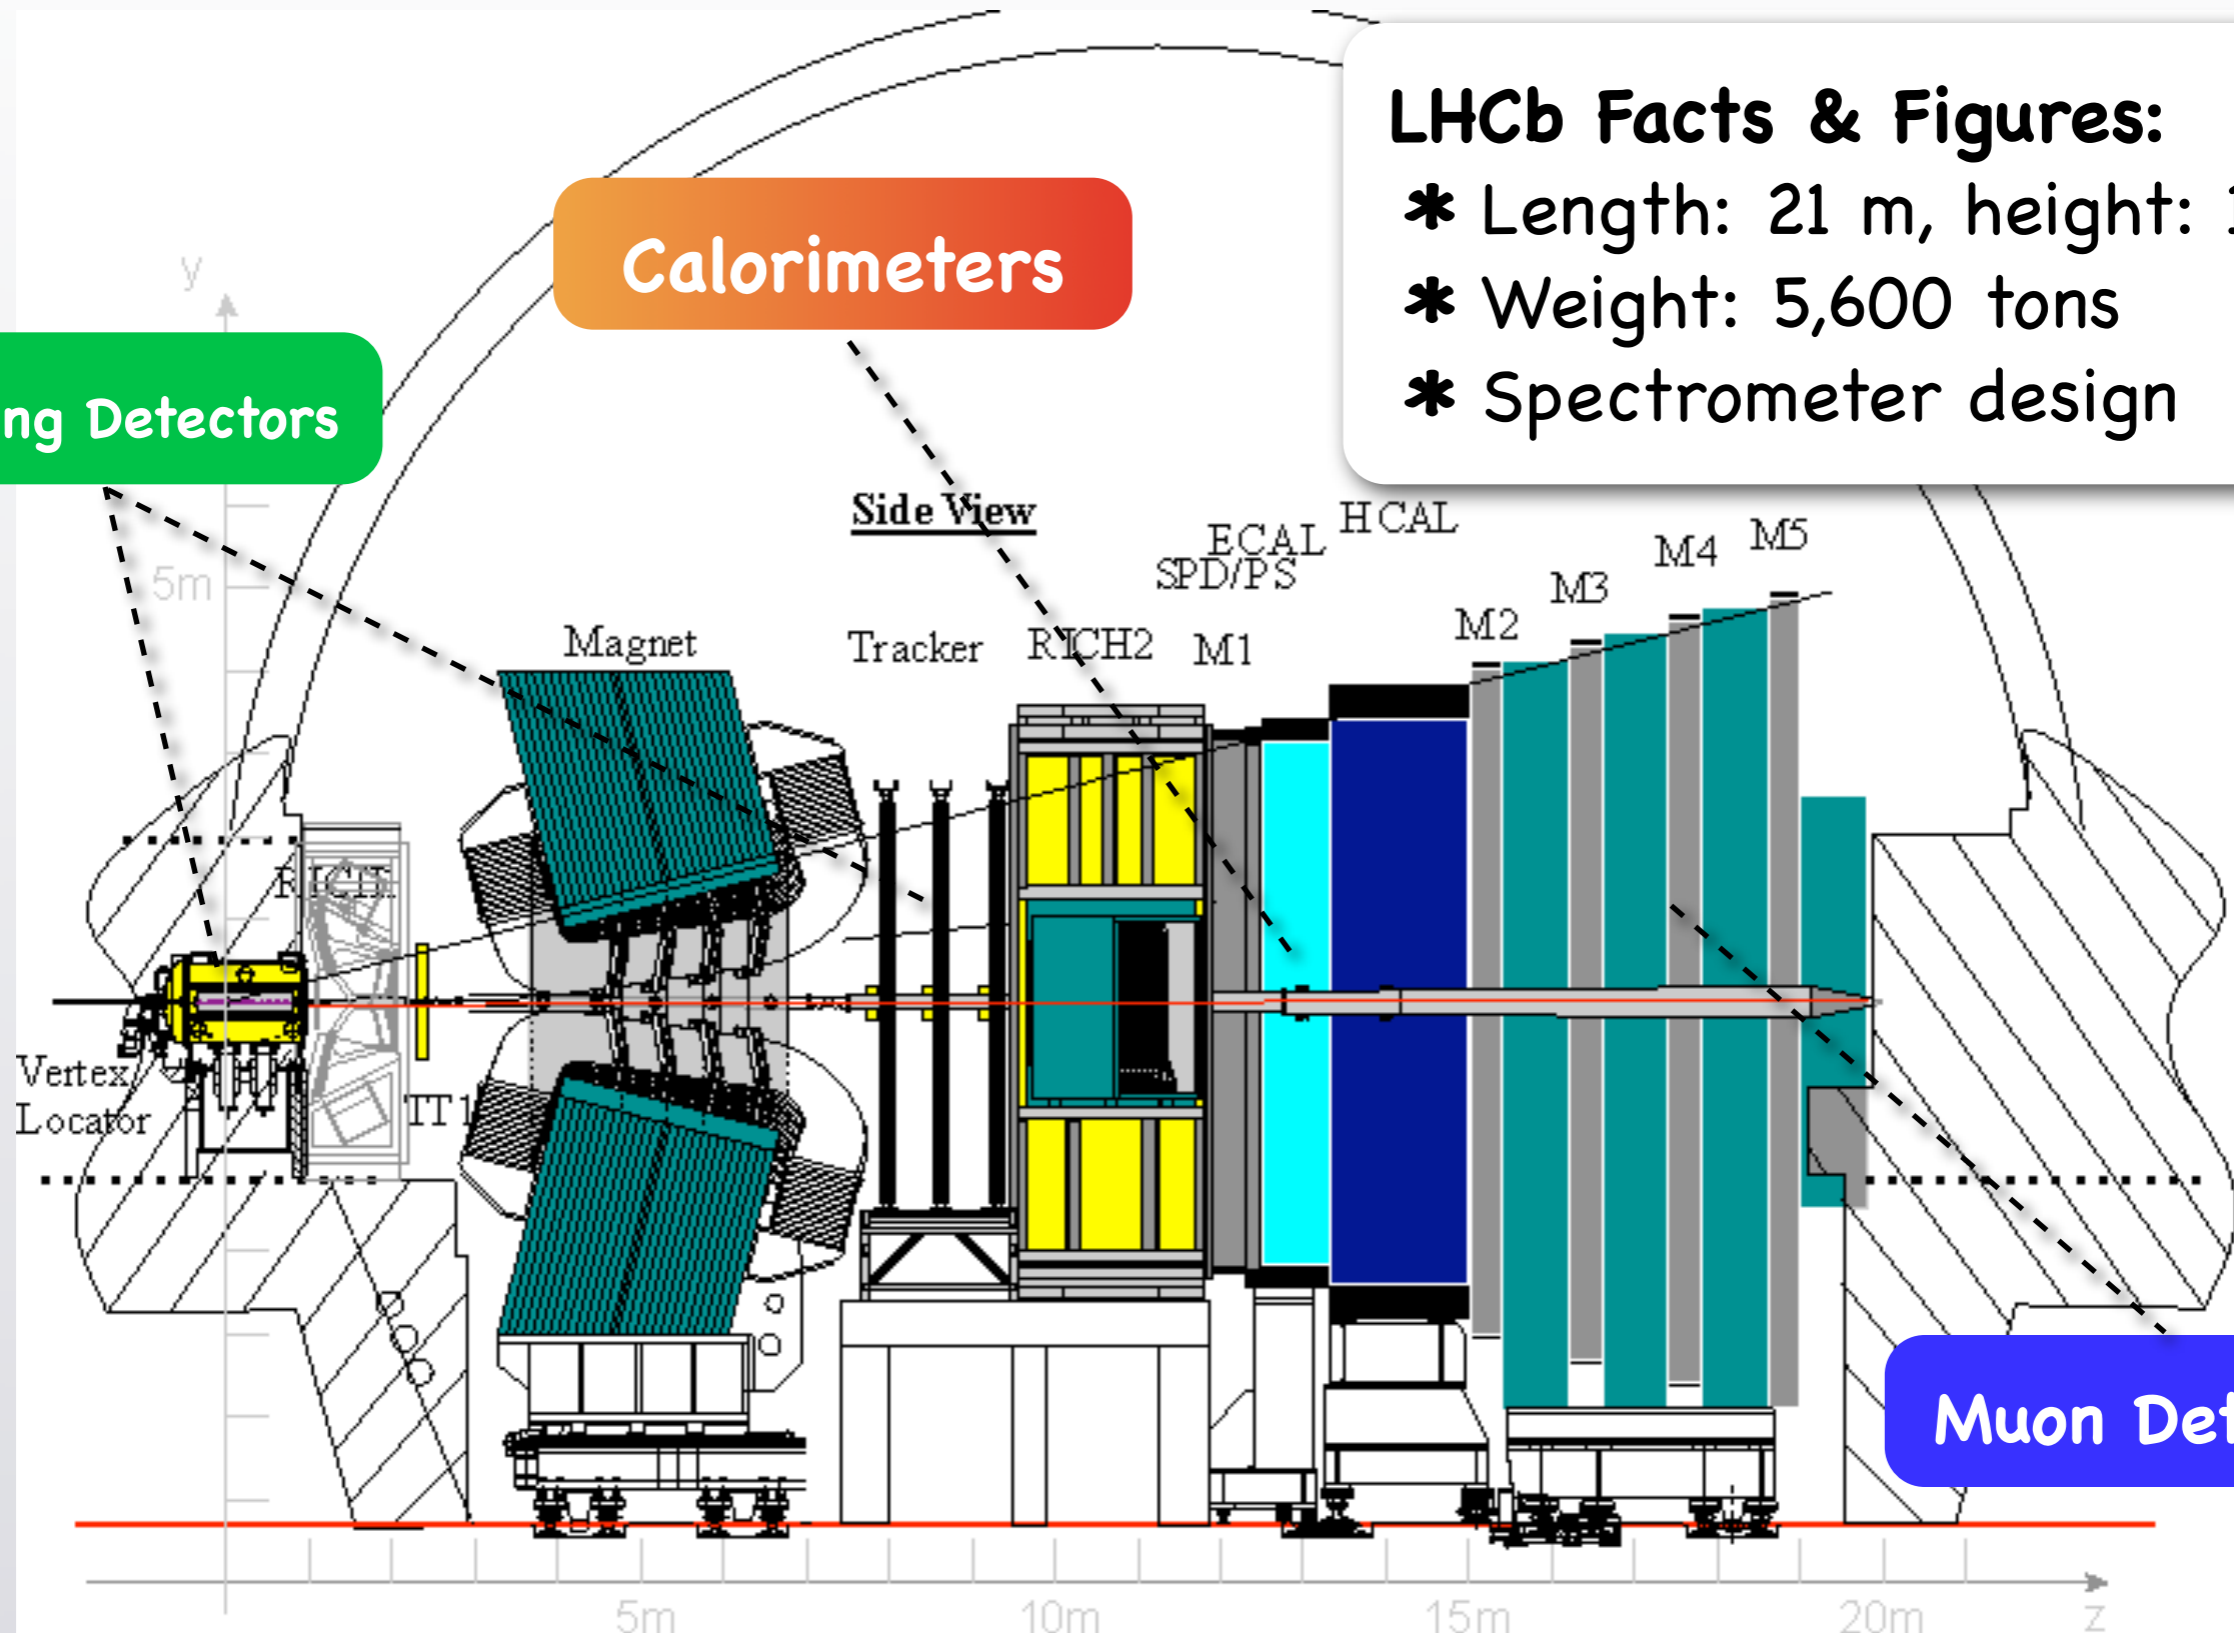 LHCb Facts & Figures:
* Length: 21 m, height:
* Weight: 5,600 tons
* Spectrometer design
Calorimeters
y
ng Detectors
Side View
HCAL
ECAL
SPD/PS
M5
M4
M3
M2
5m
Magnet
Tracker
RICH2
M1
Vertex
Locator
TT1
Muon
5m
10m
15m
20m
z